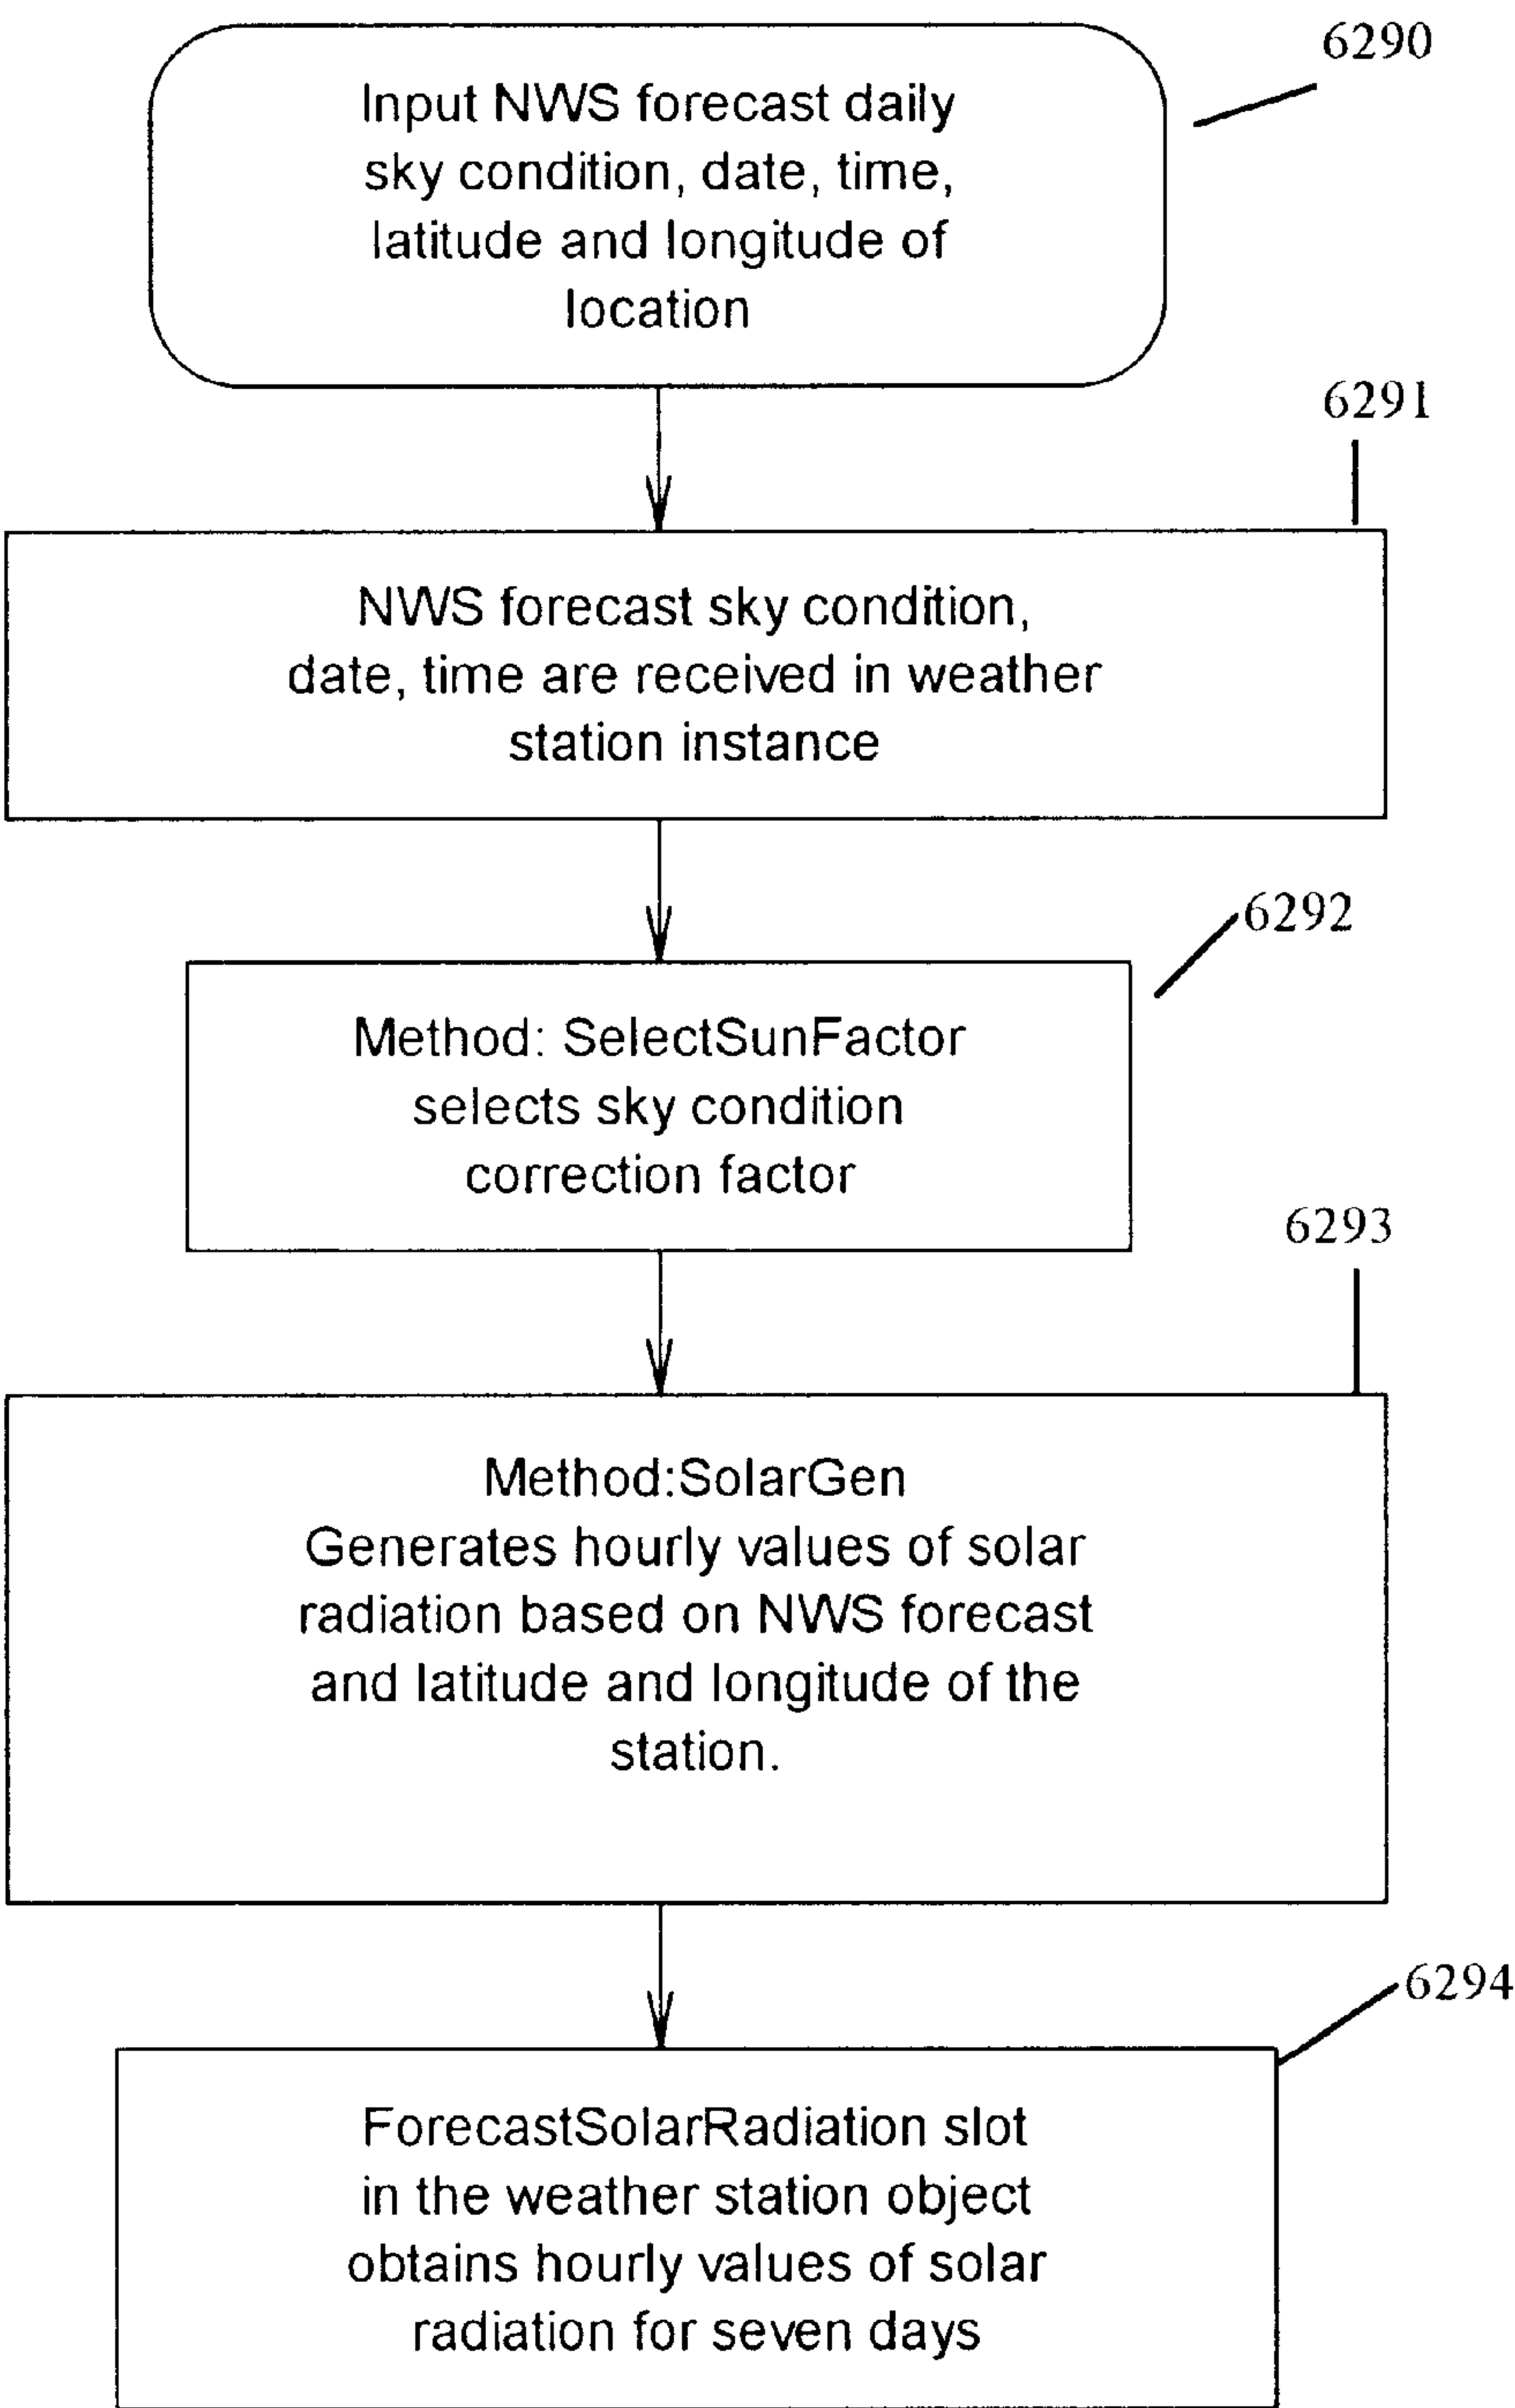 6290
Input NWS forecast daily
sky condition, date, time,
latitude and longitude of
location
6291
NWS forecast sky condition,
date, time are received in weather
station instance
6292
Method: SelectSunFactor
selects sky condition
correction factor
6293
Method:SolarGen
Generates hourly values of solar
radiation based on NWS forecast
and latitude and longitude of the
station.
6294
ForecastSolarRadiation slot
in the weather station object
obtains hourly values of solar
radiation for seven days